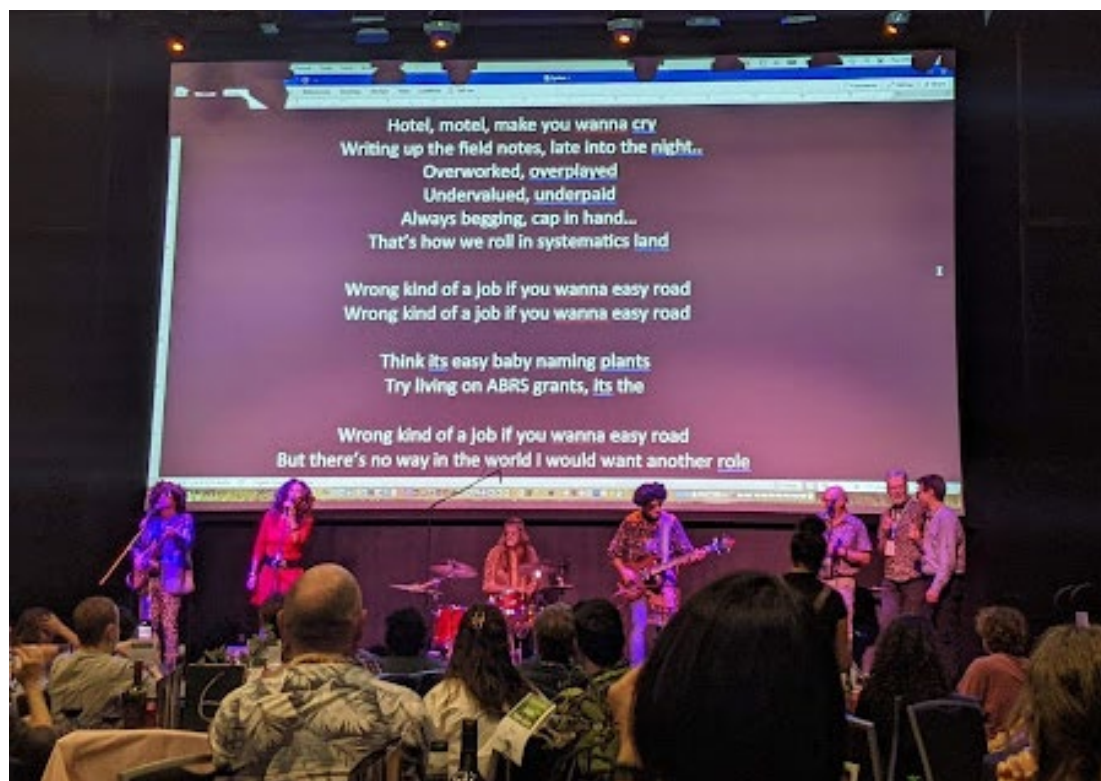 Hotel, motel, make you wanna cry
Writing up the field notes, late into the night..
Overworked, overplayed
Undervalued, underpaid
Always begging, cap in hand...
That's how we roll in systematics land
Wrong kind of a job if you wanna easy road
Wrong kind of a job if you wanna easy road
Think its easy baby naming plants
Try living on ABRS grants, its the
Wrong kind of a job if you wanna easy road
But there's no way in the world I would want another role
6